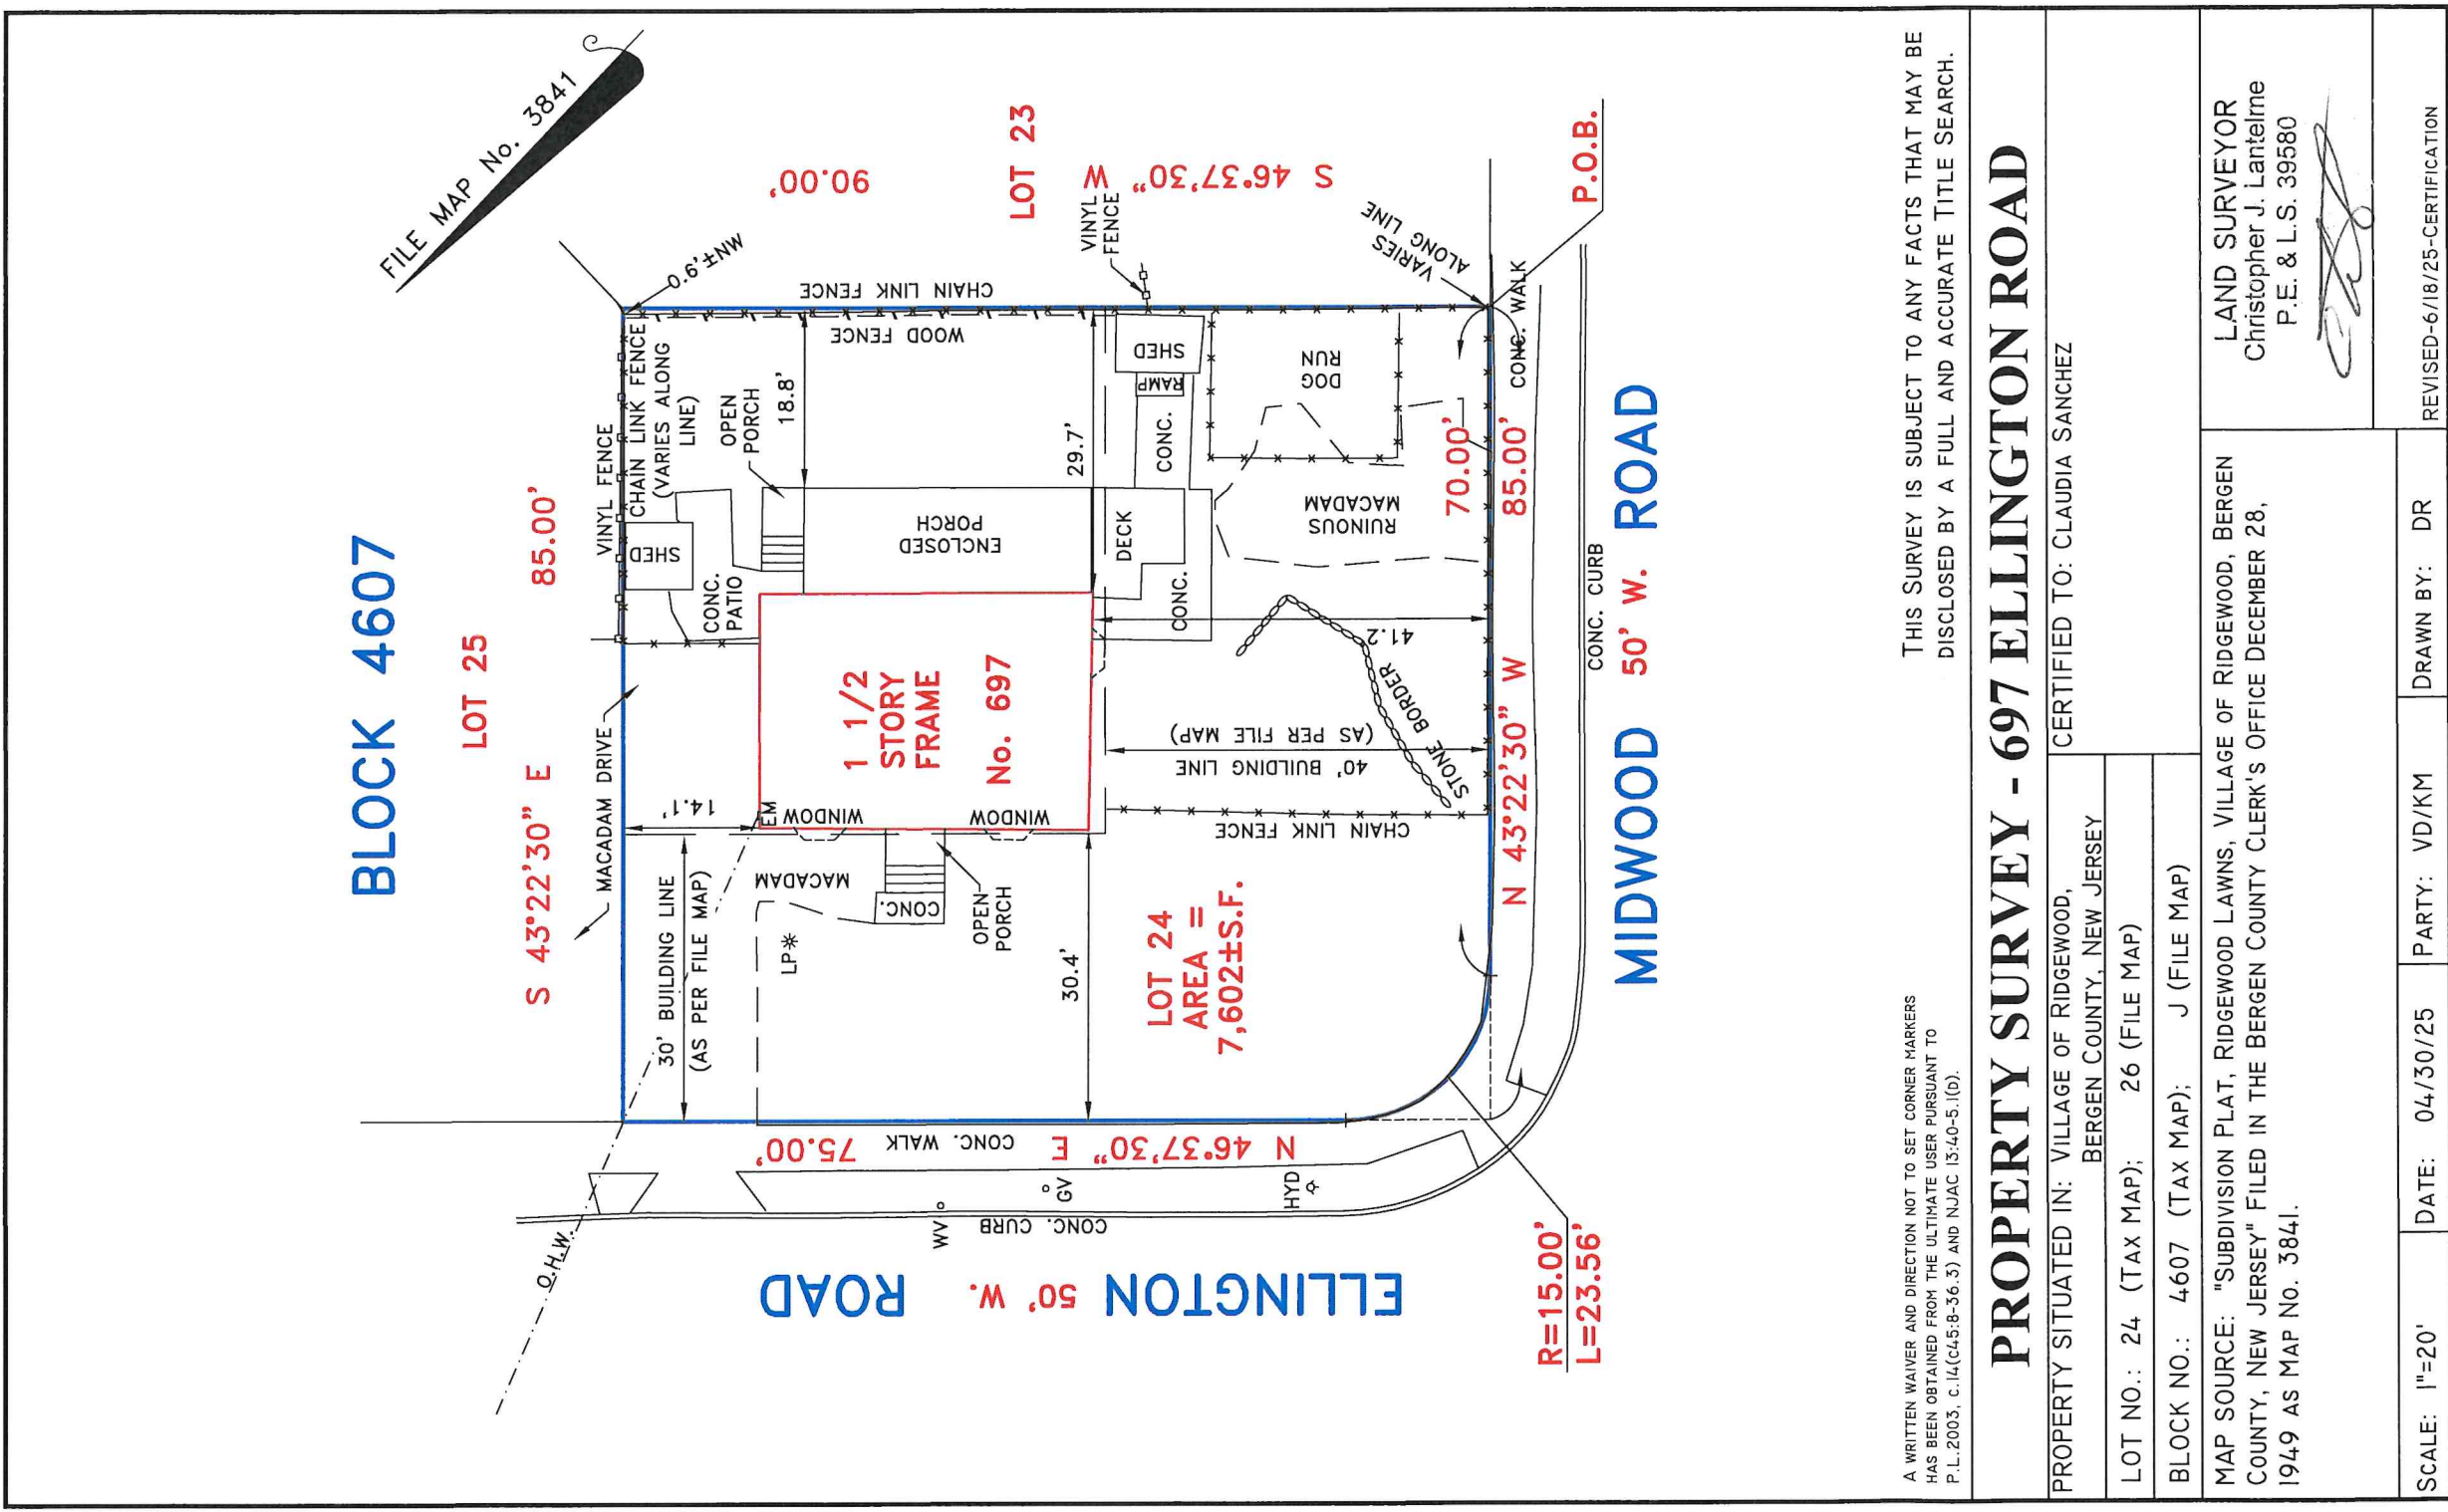 FILE MAP No. 3841
BLOCK 4607
LOT 25
S 43°22'30" E
85.00'
VINYL FENCE
CHAIN LINK FENCE
(VARIES ALONG
LINE)
0.6'±NW
MACADAM DRIVE
SHED
CONC.
PATIO
OPEN
PORCH
18.8'
WOOD FENCE
CHAIN LINK FENCE
90.00'
LOT 23
S 46°37'30" W
VINYL
FENCE
VARIES
ALONG LINE
P.O.B.
30' BUILDING LINE
(AS PER FILE MAP)
14.1'
EM
WINDOW
WINDOW
1 1/2
STORY
FRAME
No. 697
ENCLOSED
PORCH
29.7'
DECK
CONC.
CONC.
RAMP
SHED
DOG
RUN
RUINOUS
MACADAM
41.2
40' BUILDING LINE
(AS PER FILE MAP)
STONE BORDER
CHAIN LINK FENCE
MACADAM
LP
CONC.
OPEN
PORCH
30.4'
LOT 24
AREA =
7,602±S.F.
70.00'
N 43°22'30" W
85.00'
CONC. WALK
CONC. CURB
MIDWOOD 50' W. ROAD
N 46°37'30" E
CONC. WALK
75.00'
O.H.W.
WV
GV
HYD
CONC. CURB
ELLINGTON 50' W. ROAD
R=15.00'
L=23.56'
A WRITTEN WAIVER AND DIRECTION NOT TO SET CORNER MARKERS
HAS BEEN OBTAINED FROM THE ULTIMATE USER PURSUANT TO
P.L.2003, c.14(c45:8-36.3) AND NJAC 13:40-5.1(D).
THIS SURVEY IS SUBJECT TO ANY FACTS THAT MAY BE
DISCLOSED BY A FULL AND ACCURATE TITLE SEARCH.
PROPERTY SURVEY - 697 ELLINGTON ROAD
PROPERTY SITUATED IN: VILLAGE OF RIDGEWOOD,
BERGEN COUNTY, NEW JERSEY
CERTIFIED TO: CLAUDIA SANCHEZ
LOT NO.: 24 (TAX MAP); 26 (FILE MAP)
BLOCK NO.: 4607 (TAX MAP); J (FILE MAP)
MAP SOURCE: "SUBDIVISION PLAT, RIDGEWOOD LAWNS, VILLAGE OF RIDGEWOOD, BERGEN
COUNTY, NEW JERSEY" FILED IN THE BERGEN COUNTY CLERK'S OFFICE DECEMBER 28,
1949 AS MAP No. 3841.
LAND SURVEYOR
Christopher J. Lantelme
P.E. & L.S. 39580
SCALE: 1"=20'
DATE: 04/30/25
PARTY: VD/KM
DRAWN BY: DR
REVISED-6/18/25-CERTIFICATION